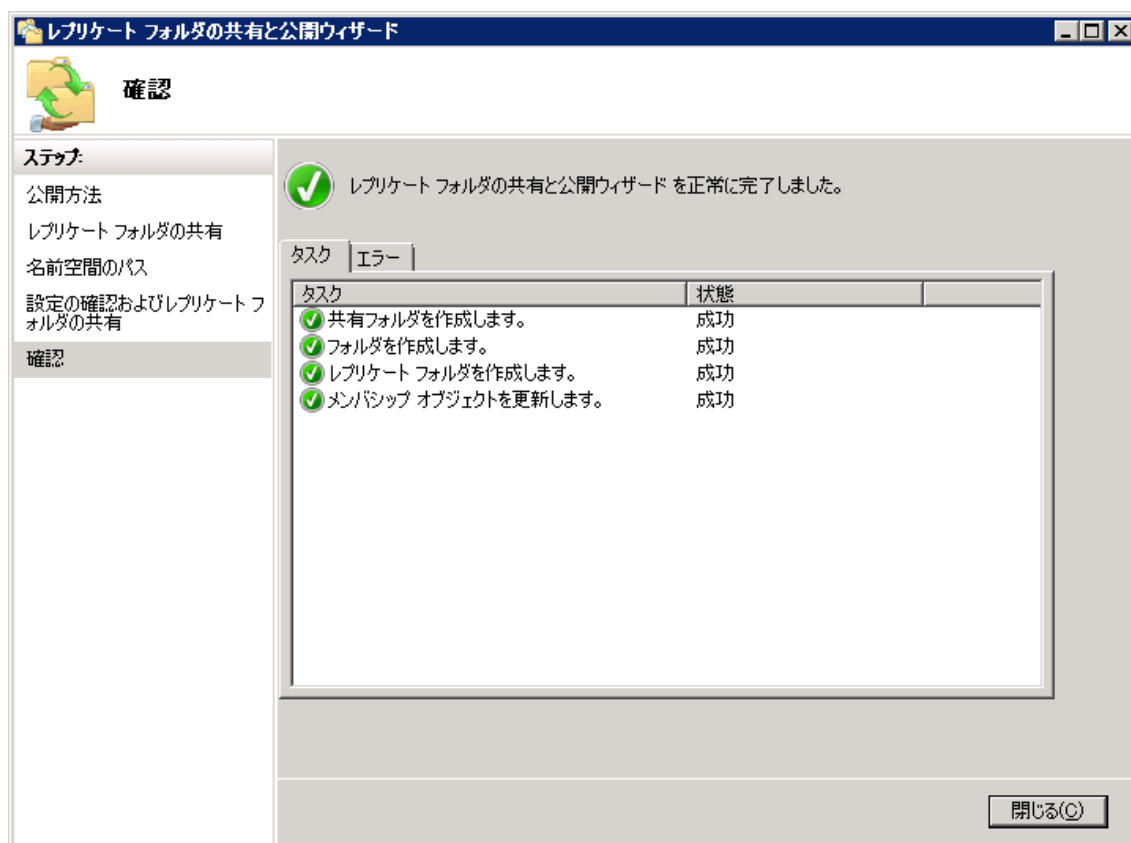 レプリケート フォルダの共有と公開ウィザード
確認
ステップ:
公開方法
レプリケート フォルダの共有
名前空間のパス
設定の確認およびレプリケート フ
ォルダの共有
確認
レプリケート フォルダの共有と公開ウィザード を正常に完了しました。
タスク エラー
タスク 状態
共有フォルダを作成します。 成功
フォルダを作成します。 成功
レプリケート フォルダを作成します。 成功
メンバシップ オブジェクトを更新します。 成功
閉じる(C)